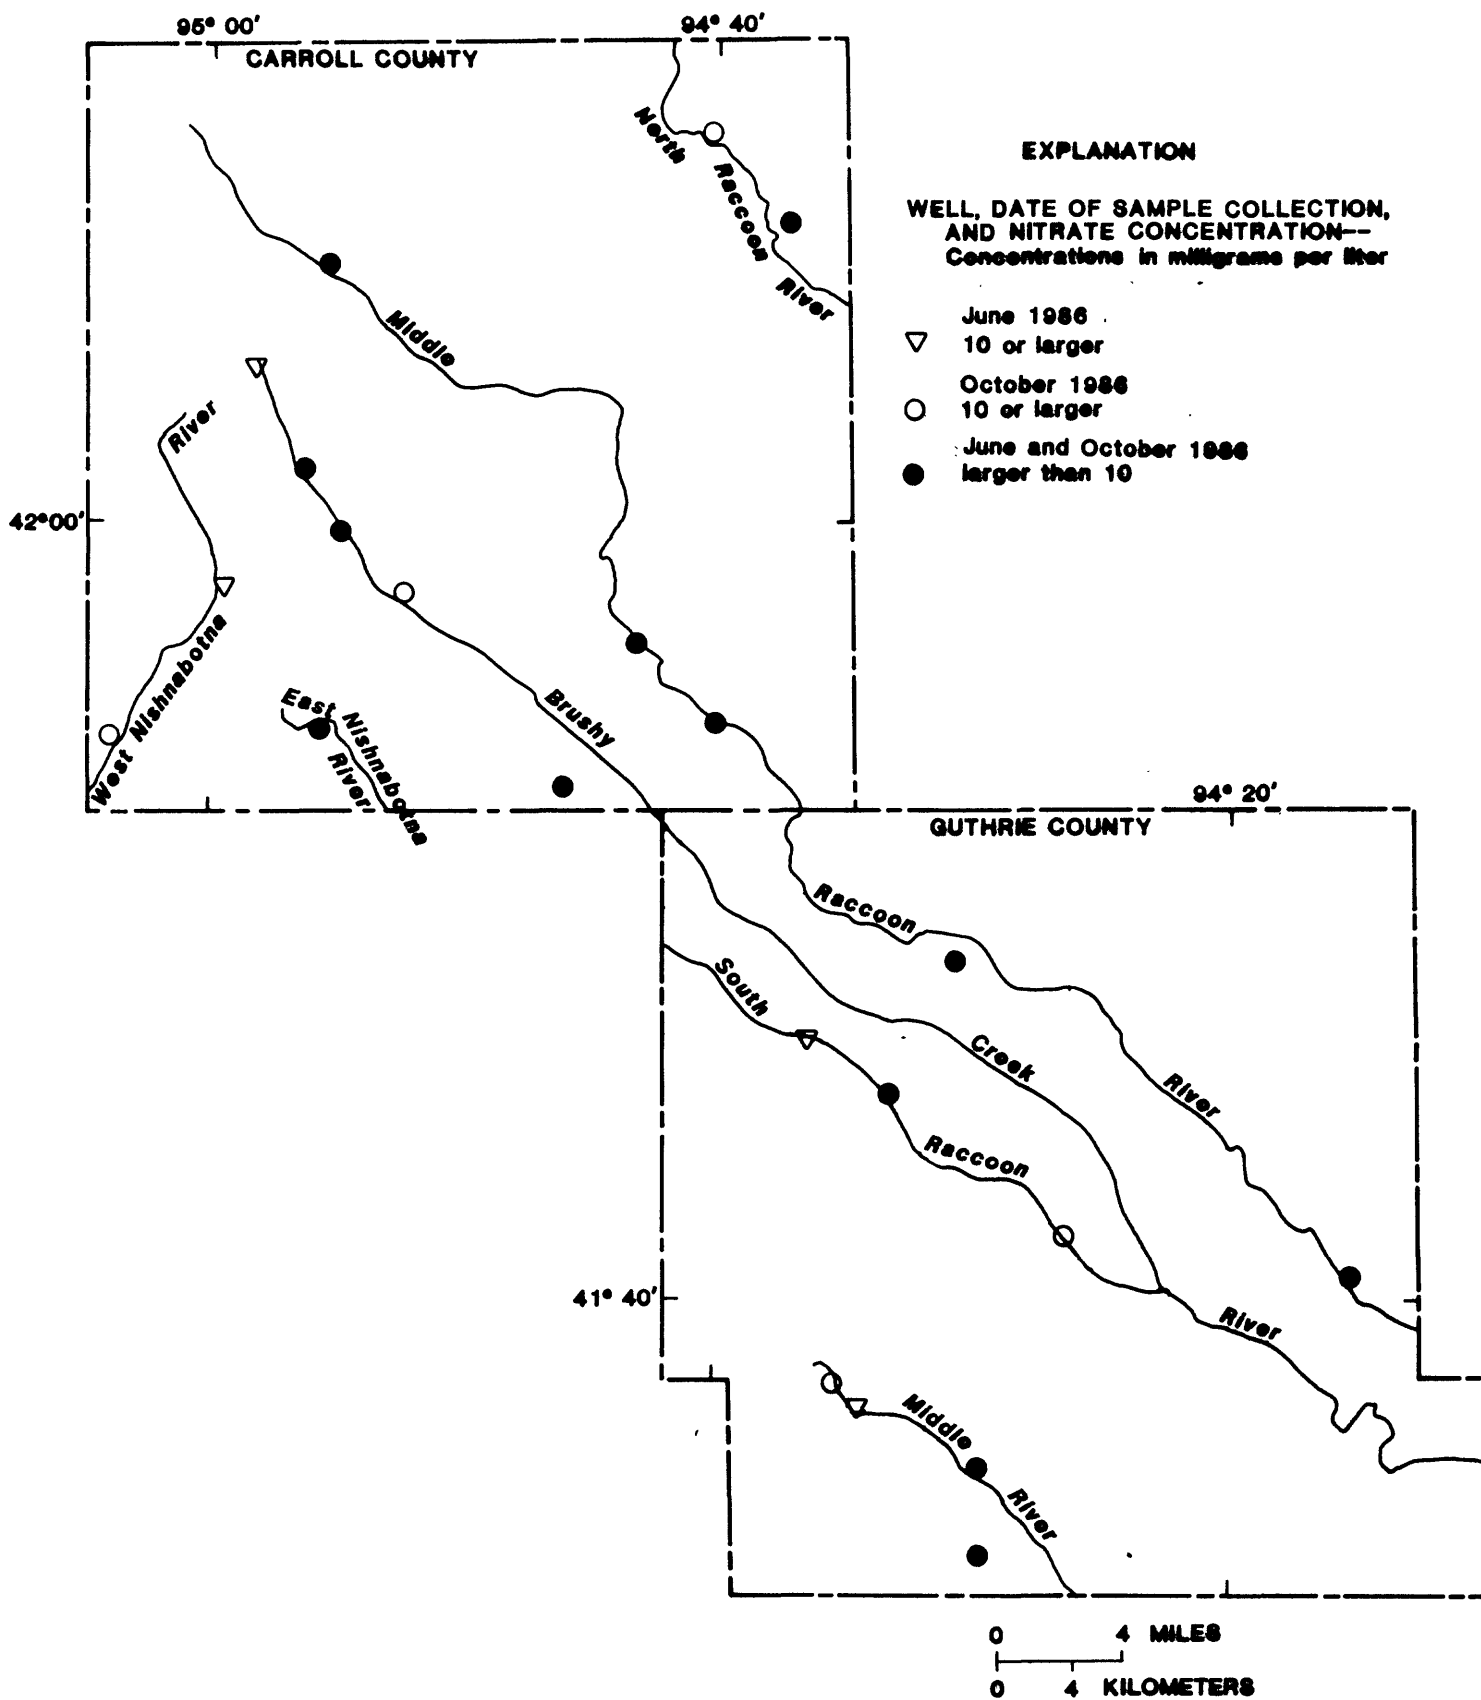 95° 00'
94° 40'
CARROLL COUNTY
North
Raccoon
River
EXPLANATION
WELL, DATE OF SAMPLE COLLECTION,
AND NITRATE CONCENTRATION--
Concentrations in milligrams per liter
June 1986
10 or larger
October 1986
10 or larger
June and October 1986
larger than 10
Middle
River
42°00'
West Nishnabotna
East Nishnabotna
River
Brushy
94° 20'
GUTHRIE COUNTY
Raccoon
South
Creek
River
Raccoon
41° 40'
River
Middle
River
0 4 MILES
0 4 KILOMETERS